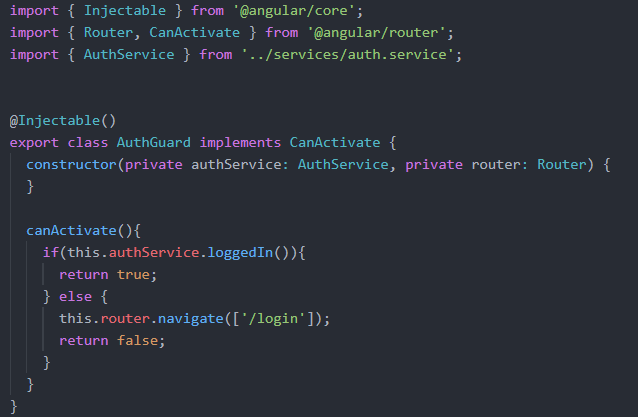 import { Injectable } from '@angular/core';
import { Router, CanActivate } from '@angular/router';
import { AuthService } from '../services/auth.service';

@Injectable()
export class AuthGuard implements CanActivate {
  constructor(private authService: AuthService, private router: Router) {
  }

  canActivate(){
    if(this.authService.loggedIn()){
      return true;
    } else {
      this.router.navigate(['/login']);
      return false;
    }
  }
}